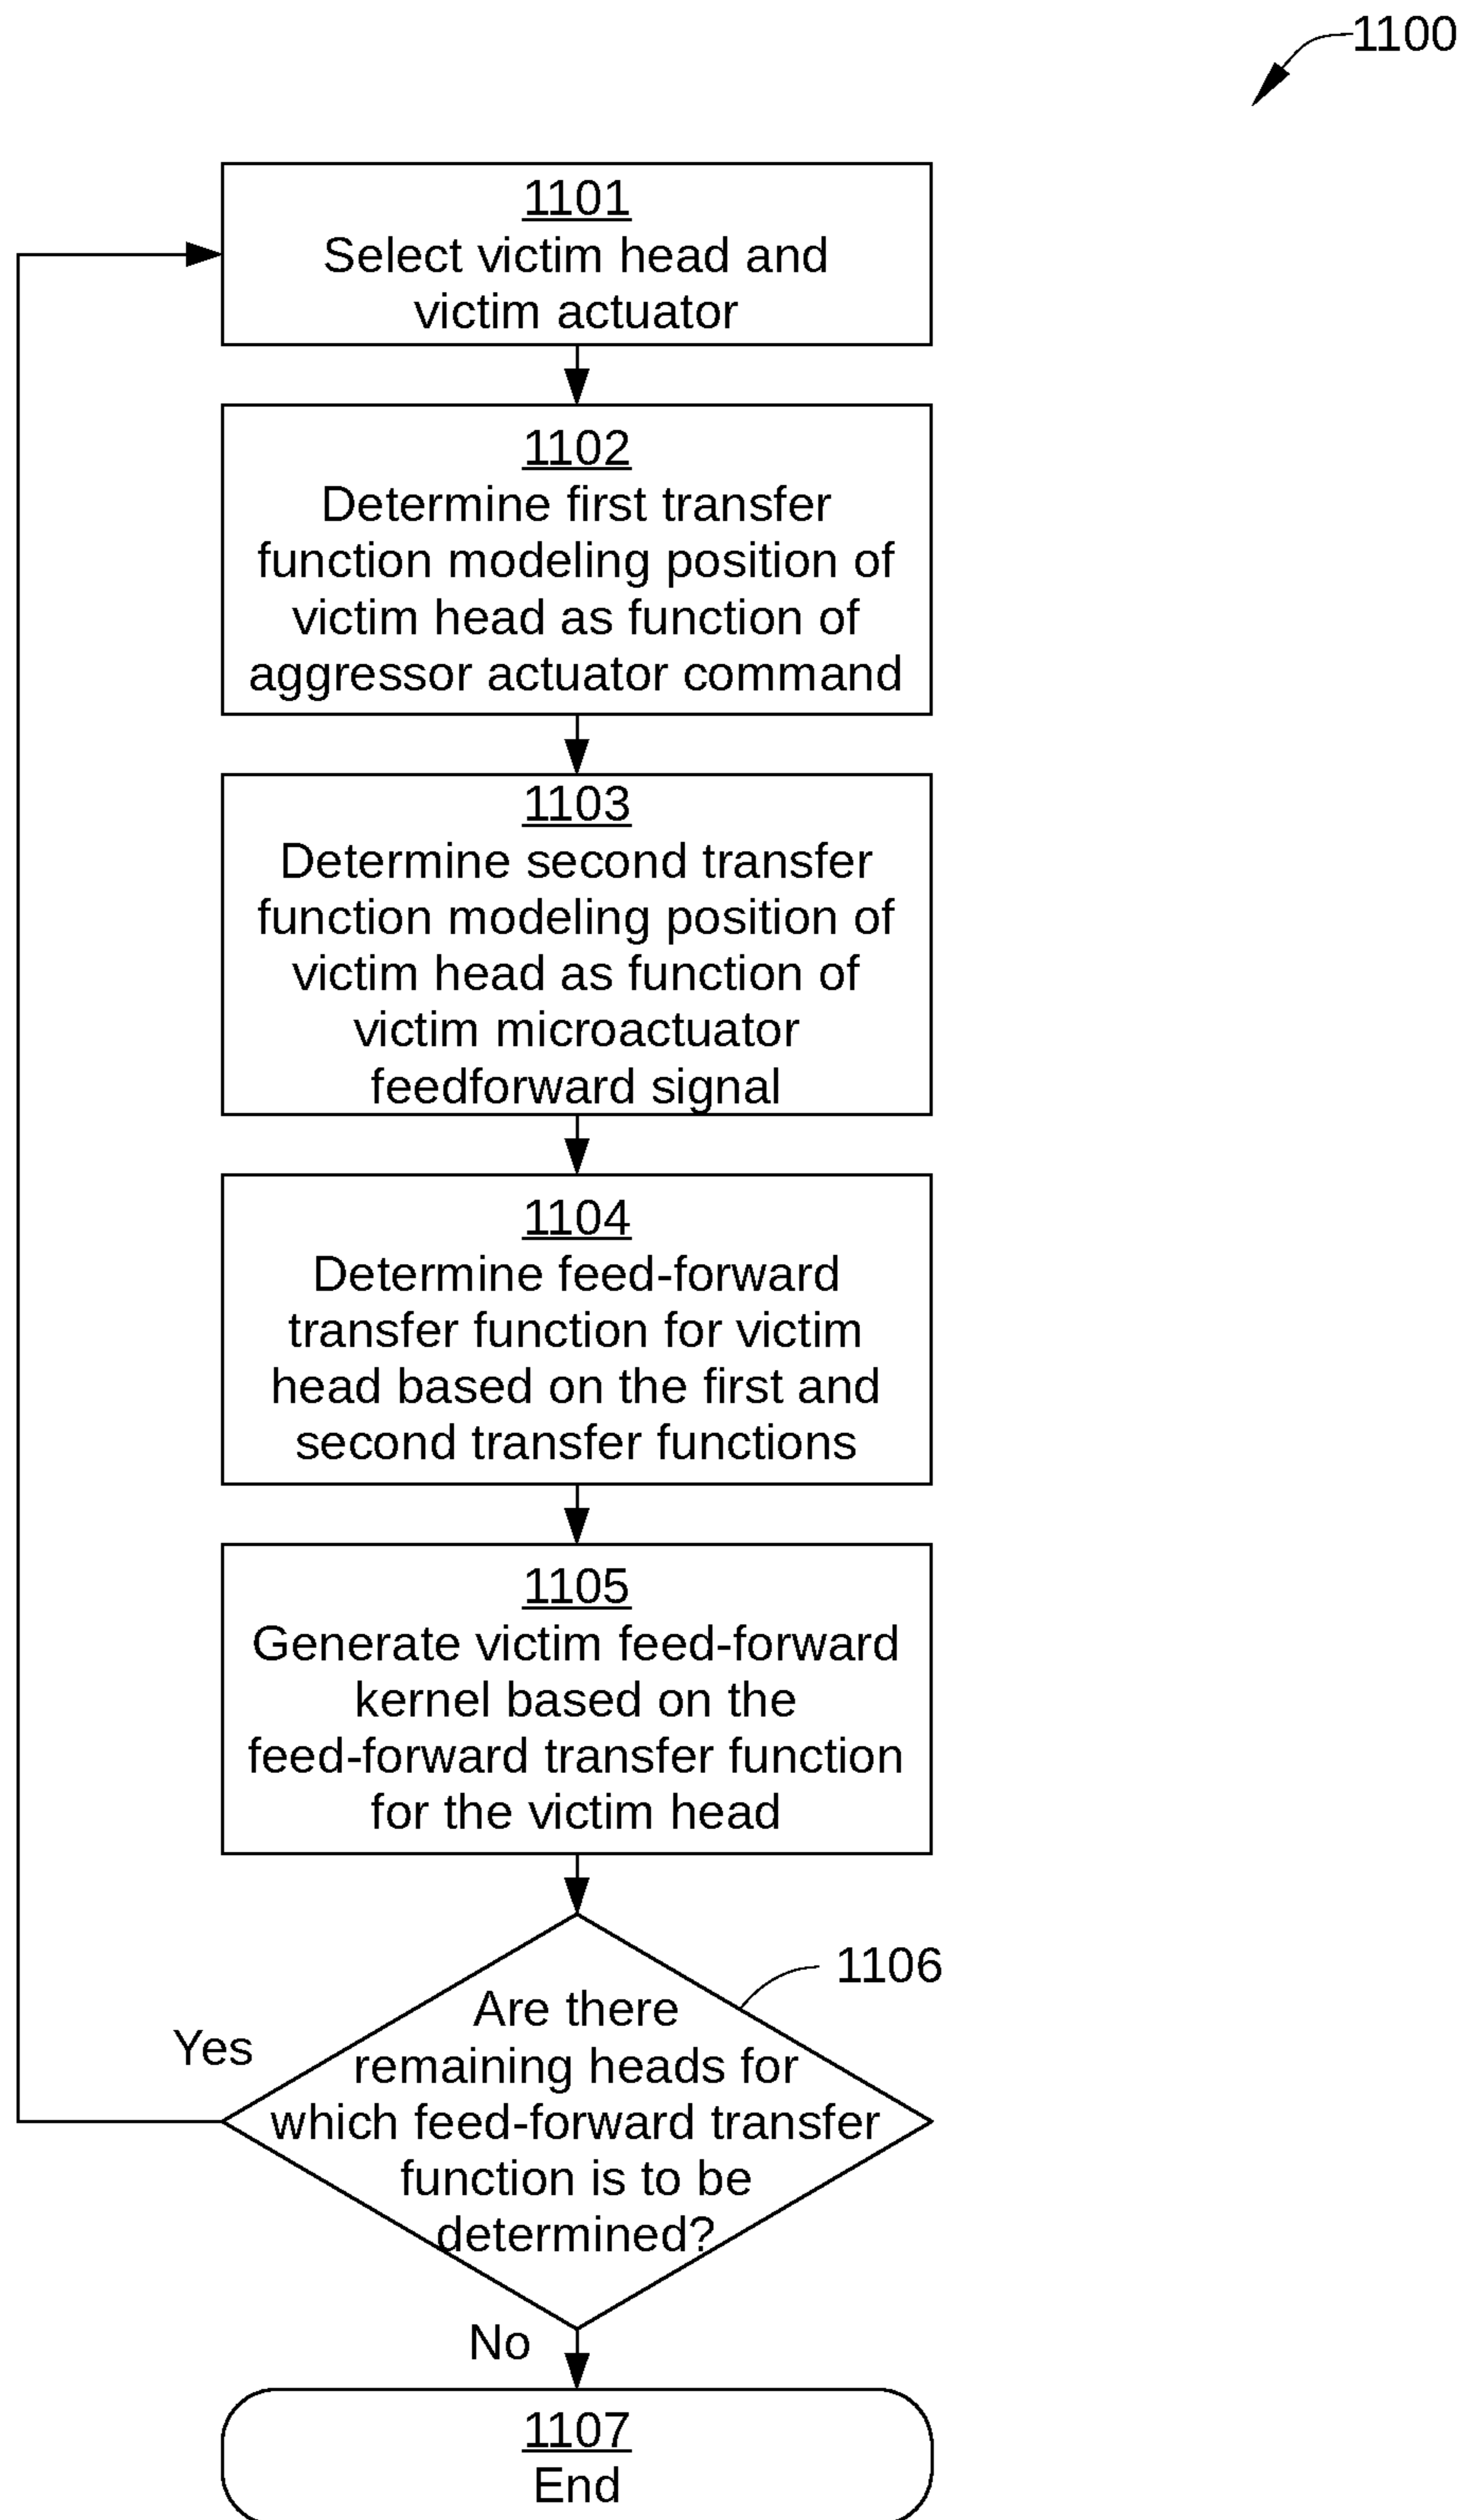 1100
1101
Select victim head and
victim actuator
1102
Determine first transfer
function modeling position of
victim head as function of
aggressor actuator command
1103
Determine second transfer
function modeling position of
victim head as function of
victim microactuator
feedforward signal
1104
Determine feed-forward
transfer function for victim
head based on the first and
second transfer functions
1105
Generate victim feed-forward
kernel based on the
feed-forward transfer function
for the victim head
1106
Are there
remaining heads for
which feed-forward transfer
function is to be
determined?
Yes
No
1107
End